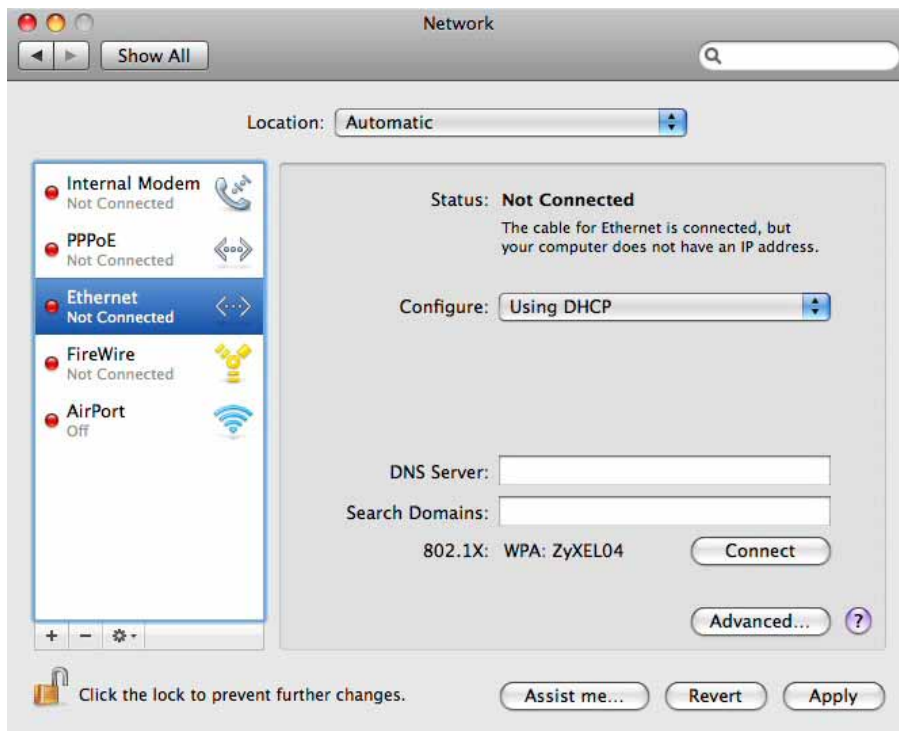 Network
Show All
Location: Automatic
Internal Modem
Not Connected
PPPoE
Not Connected
Ethernet
Not Connected
FireWire
Not Connected
AirPort
Off
Status: Not Connected
The cable for Ethernet is connected, but
your computer does not have an IP address.
Configure: Using DHCP
DNS Server:
Search Domains:
802.1X: WPA: ZyXEL04 Connect
Advanced... ?
+ −
Click the lock to prevent further changes.
Assist me... Revert Apply